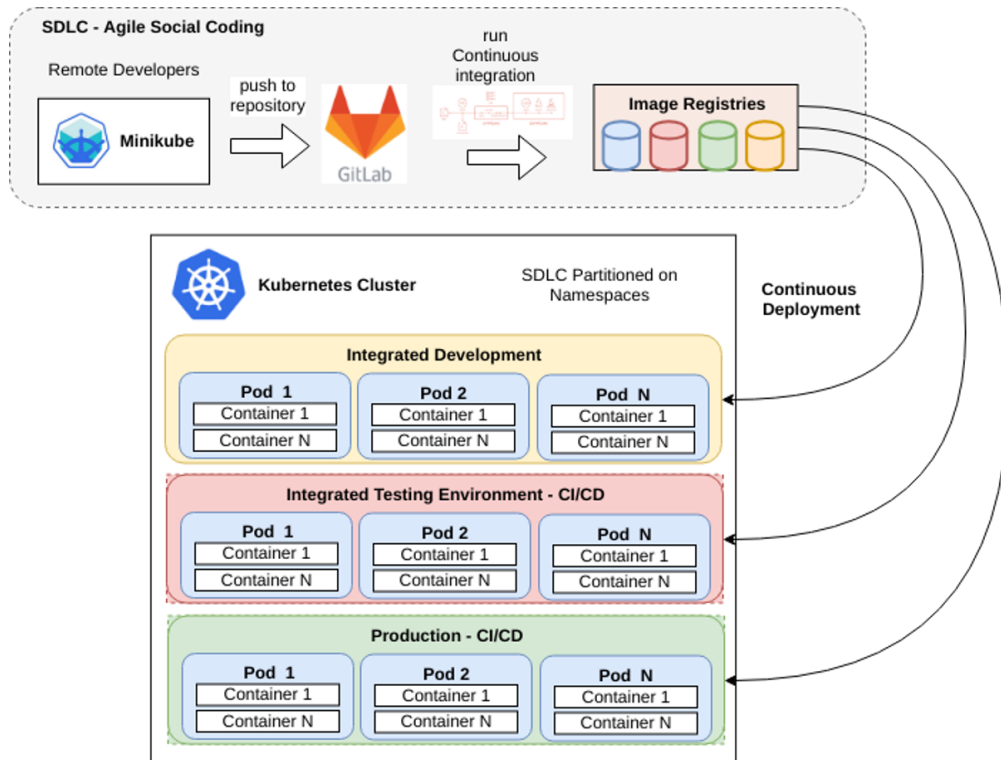 SDLC - Agile Social Coding
Remote Developers
Minikube
push to
repository
GitLab
run
Continuous
integration
Image Registries
Kubernetes Cluster
SDLC Partitioned on
Namespaces
Continuous
Deployment
Integrated Development
Pod 1
Container 1
Container N
Pod 2
Container 1
Container N
Pod N
Container 1
Container N
Integrated Testing Environment - CI/CD
Pod 1
Container 1
Container N
Pod 2
Container 1
Container N
Pod N
Container 1
Container N
Production - CI/CD
Pod 1
Container 1
Container N
Pod 2
Container 1
Container N
Pod N
Container 1
Container N